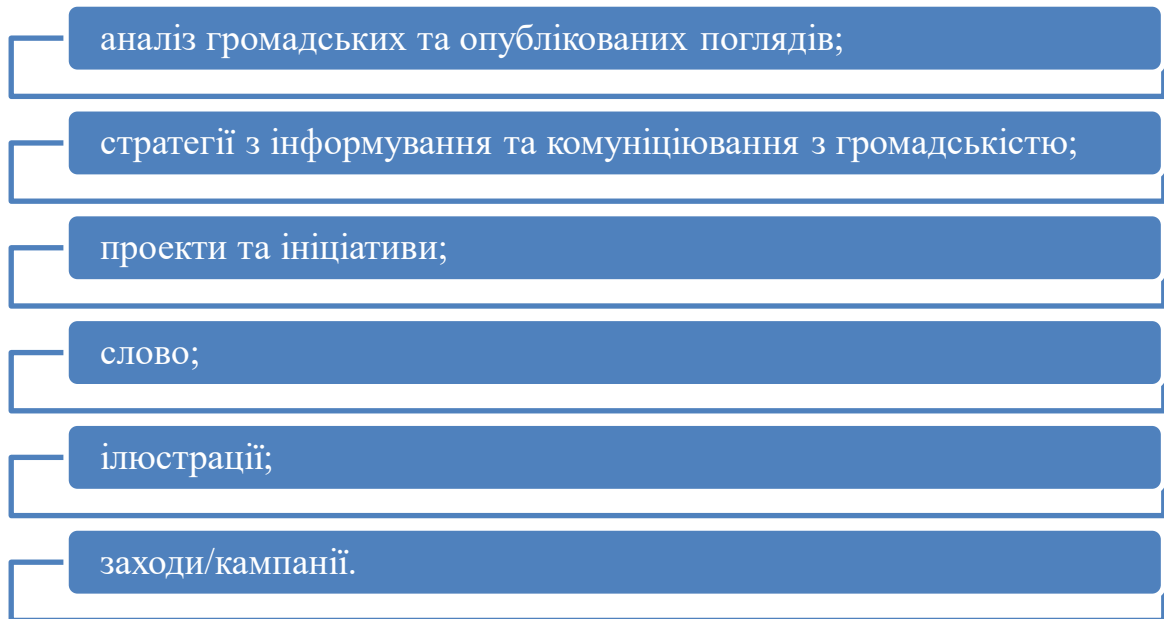 аналіз громадських та опублікованих поглядів;
стратегії з інформування та комуніціювання з громадськістю;
проекти та ініціативи;
слово;
ілюстрації;
заходи/кампанії.